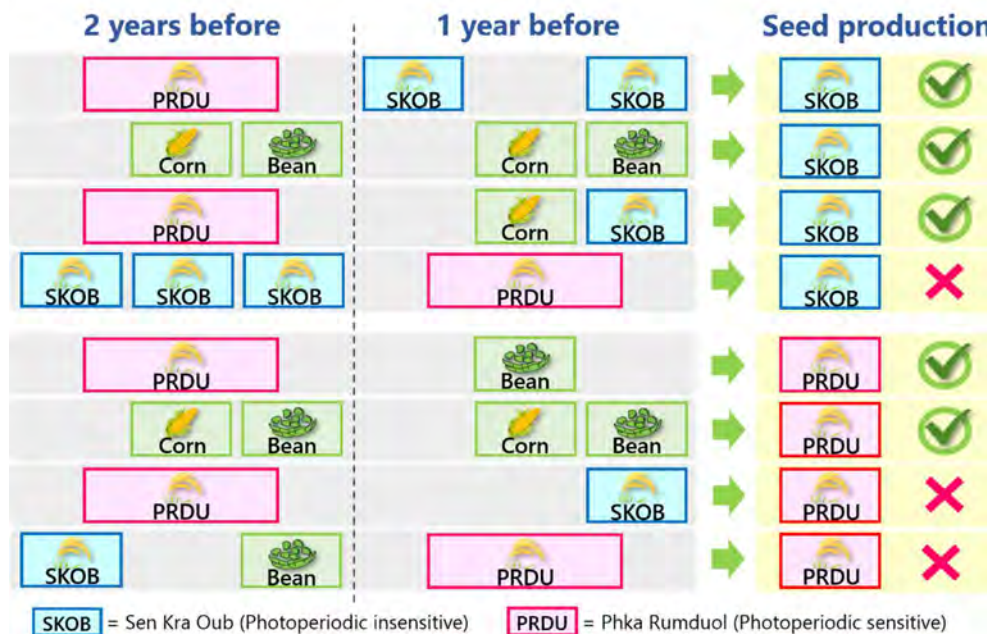 2 years before 1 year before Seed production
PRDU SKOB SKOB SKOB
Corn Bean Corn Bean SKOB
PRDU Corn SKOB SKOB
SKOB SKOB SKOB PRDU SKOB
PRDU Bean PRDU
Corn Bean Corn Bean PRDU
PRDU SKOB PRDU
SKOB Bean PRDU PRDU
SKOB = Sen Kra Oub (Photoperiodic insensitive) PRDU = Phka Rumduol (Photoperiodic sensitive)